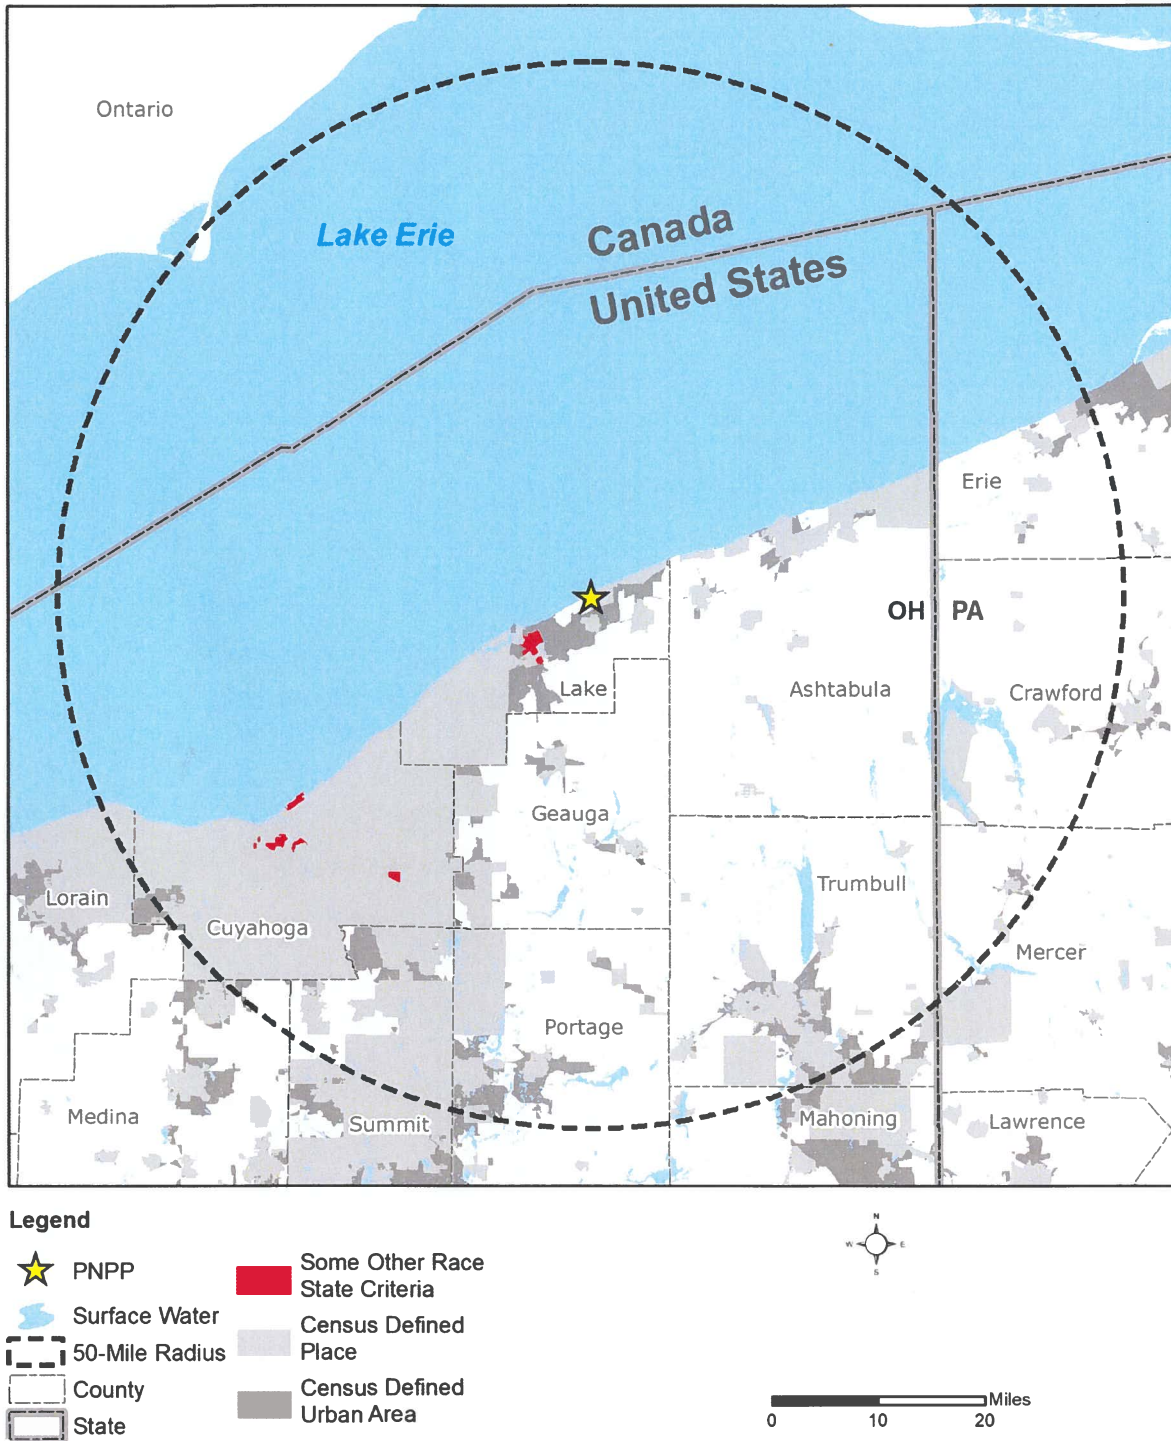 Ontario
Lake Erie
Canada
United States
Erie
OH
PA
Lake
Ashtabula
Crawford
Geauga
Trumbull
Lorain
Cuyahoga
Mercer
Portage
Medina
Summit
Mahoning
Lawrence
Legend
PNPP
Surface Water
50-Mile Radius
County
State
Some Other Race
State Criteria
Census Defined
Place
Census Defined
Urban Area
N
W
E
S
Miles
0
10
20